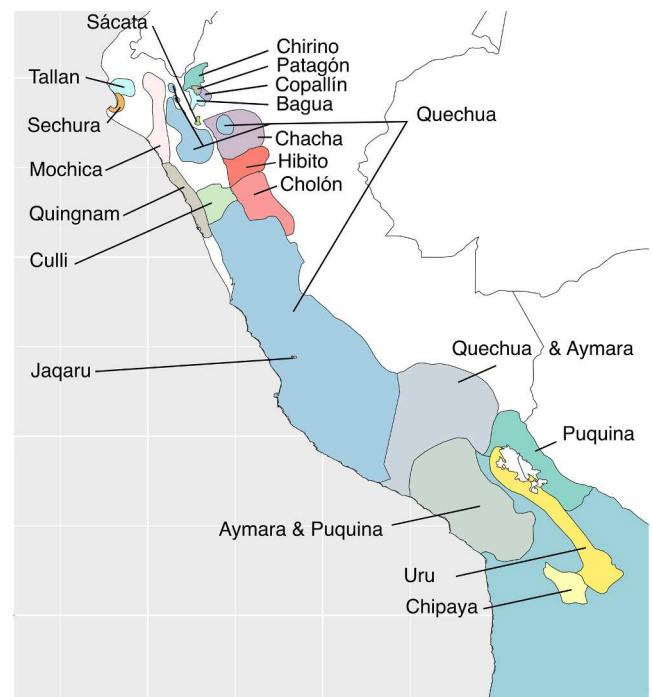 Sácata
Chirino
Patagón
Copallín
Bagua
Tallan
Sechura
Quechua
Chacha
Hibito
Cholón
Mochica
Quingnam
Culli
Jaqaru
Quechua & Aymara
Puquina
Aymara & Puquina
Uru
Chipaya